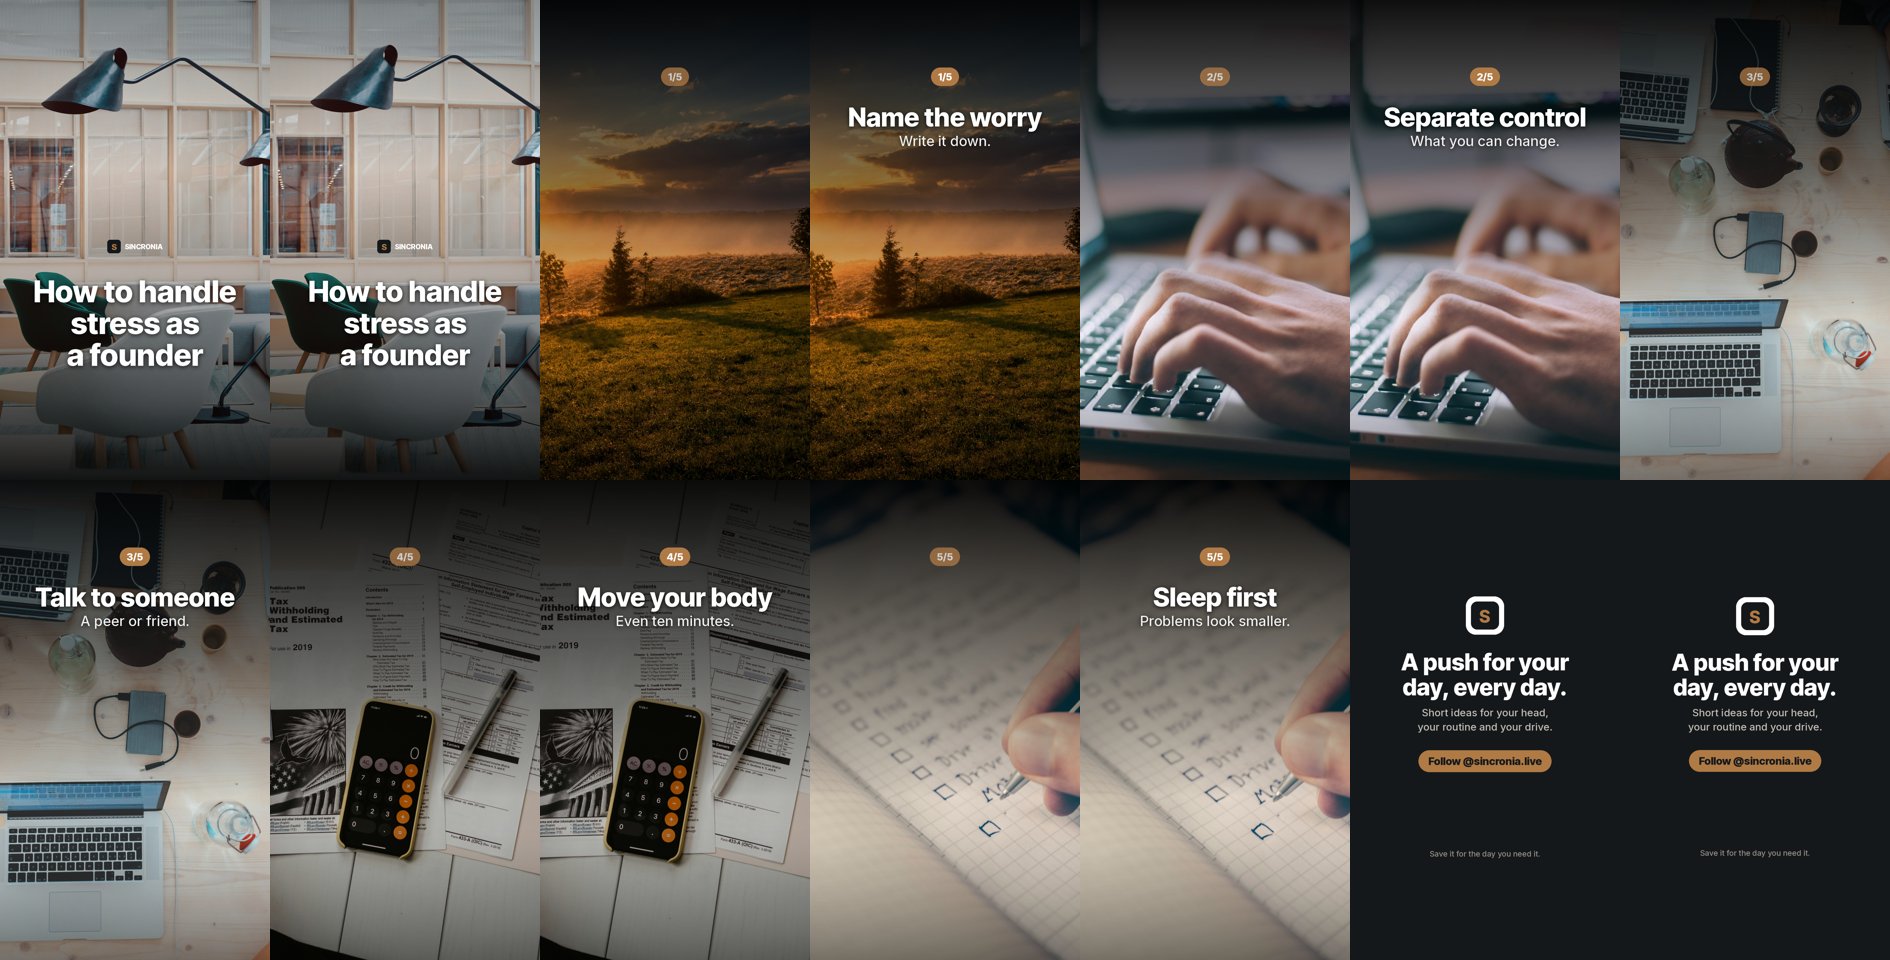 S SINCRONIA
How to handle
stress as
a founder
S SINCRONIA
How to handle
stress as
a founder
1/5
1/5
Name the worry
Write it down.
2/5
2/5
Separate control
What you can change.
3/5
3/5
Talk to someone
A peer or friend.
4/5
Tax
Withholding
and Estimated
Tax
2019
Contents
4/5
Move your body
Even ten minutes.
2019
5/5
5/5
Sleep first
Problems look smaller.
S
A push for your
day, every day.
Short ideas for your head,
your routine and your drive.
Follow @sincronia.live
Save it for the day you need it.
S
A push for your
day, every day.
Short ideas for your head,
your routine and your drive.
Follow @sincronia.live
Save it for the day you need it.